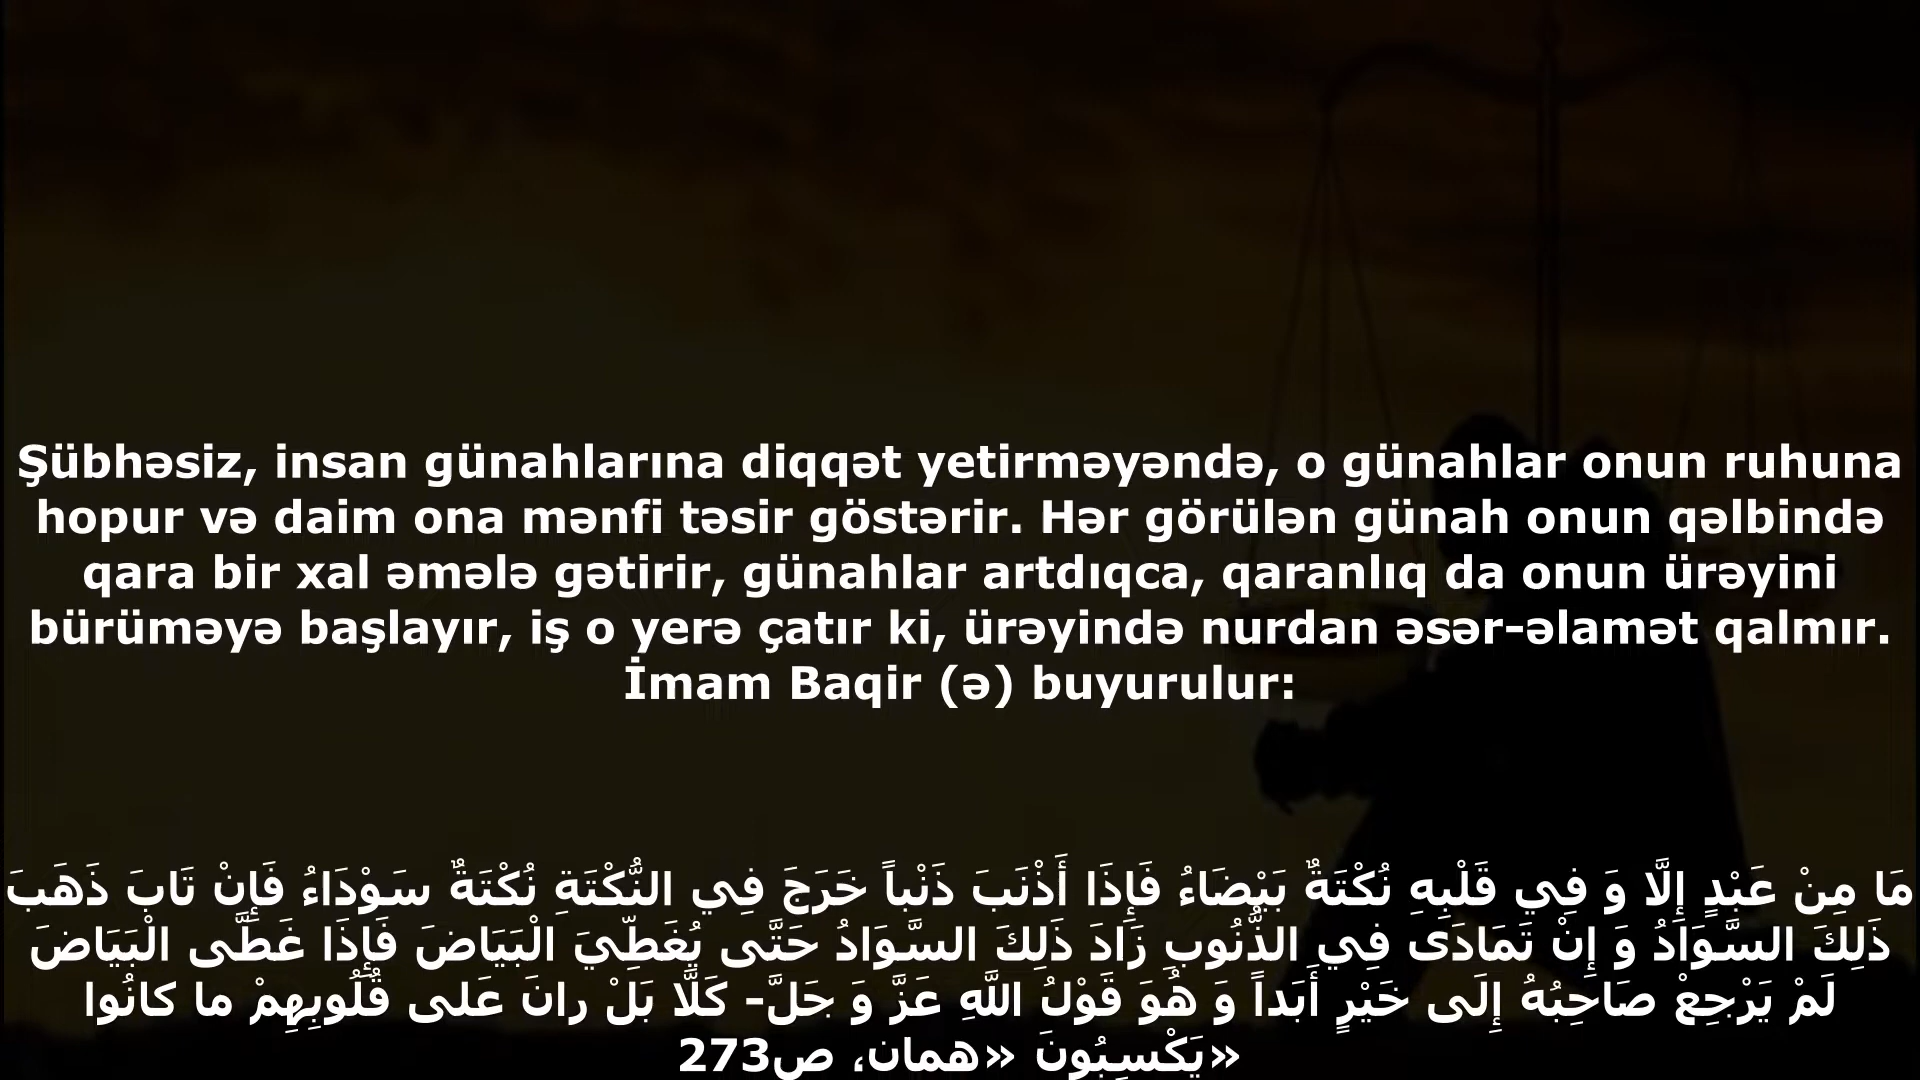 Şübhəsiz, insan günahlarına diqqət yetirməyəndə, o günahlar onun ruhuna
hopur və daim ona mənfi təsir göstərir. Hər görülən günah onun qəlbində
qara bir xal əmələ gətirir, günahlar artdıqca, qaranlıq da onun ürəyini
bürüməyə başlayır, iş o yerə çatır ki, ürəyində nurdan əsər-əlamət qalmır.
İmam Baqir (ə) buyurulur:
مَا مِنْ عَبْدٍ إِلَّا وَ فِي قَلْبِهِ نُكْتَةٌ بَيْضَاءُ فَإِذَا أَذْنَبَ ذَنْباً خَرَجَ فِي النُّكْتَةِ نُكْتَةٌ سَوْدَاءُ فَإِنْ تَابَ ذَهَبَ
ذَلِكَ السَّوَادُ وَ إِنْ تَمَادَى فِي الذُّنُوبِ زَادَ ذَلِكَ السَّوَادُ حَتَّى يُغَطِّيَ الْبَيَاضَ فَإِذَا غَطَّى الْبَيَاضَ
لَمْ يَرْجِعْ صَاحِبُهُ إِلَى خَيْرٍ أَبَداً وَ هُوَ قَوْلُ اللَّهِ عَزَّ وَ جَلَّ- كَلَّا بَلْ رانَ عَلى قُلُوبِهِمْ ما كانُوا
«يَكْسِبُونَ «همان، ص273